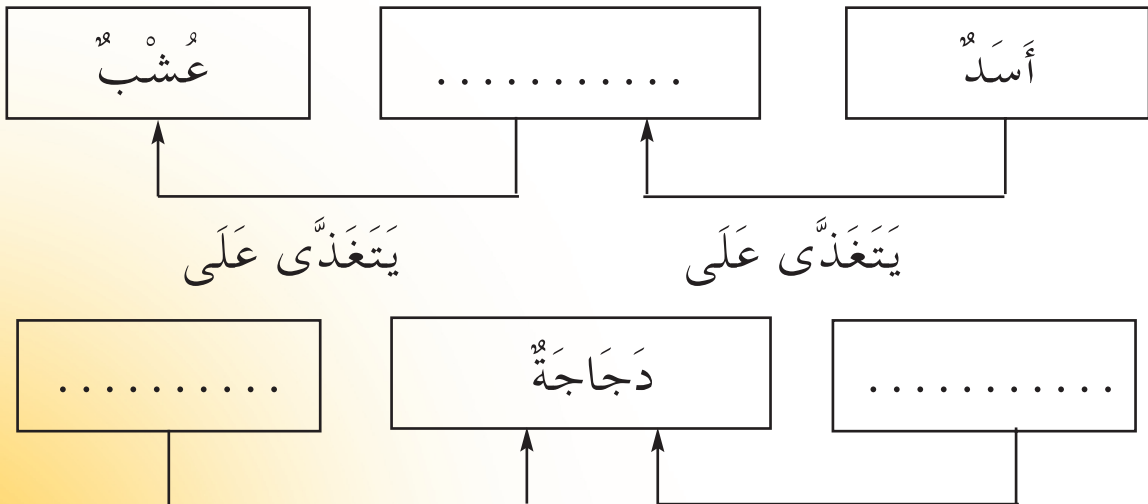 أَسَدٌ ........... عُشْبٌ
يَتَغَذَّى عَلَى يَتَغَذَّى عَلَى
........... دَجَاجَةٌ ..........